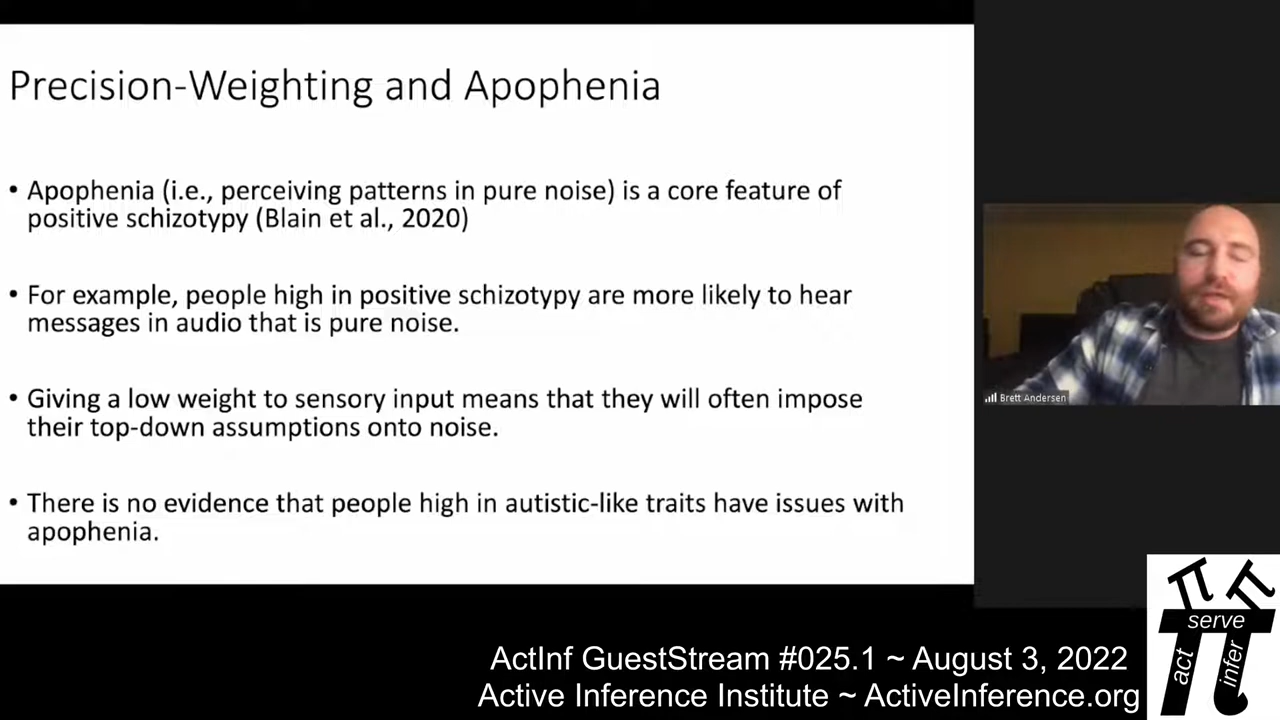 Precision-Weighting and Apophenia
• Apophenia (i.e., perceiving patterns in pure noise) is a core feature of
positive schizotypy (Blain et al., 2020)
• For example, people high in positive schizotypy are more likely to hear
messages in audio that is pure noise.
• Giving a low weight to sensory input means that they will often impose
their top-down assumptions onto noise.
• There is no evidence that people high in autistic-like traits have issues with
apophenia.
Brett Andersen
serve
act
infer
ActInf GuestStream #025.1 ~ August 3, 2022
Active Inference Institute ~ ActiveInference.org